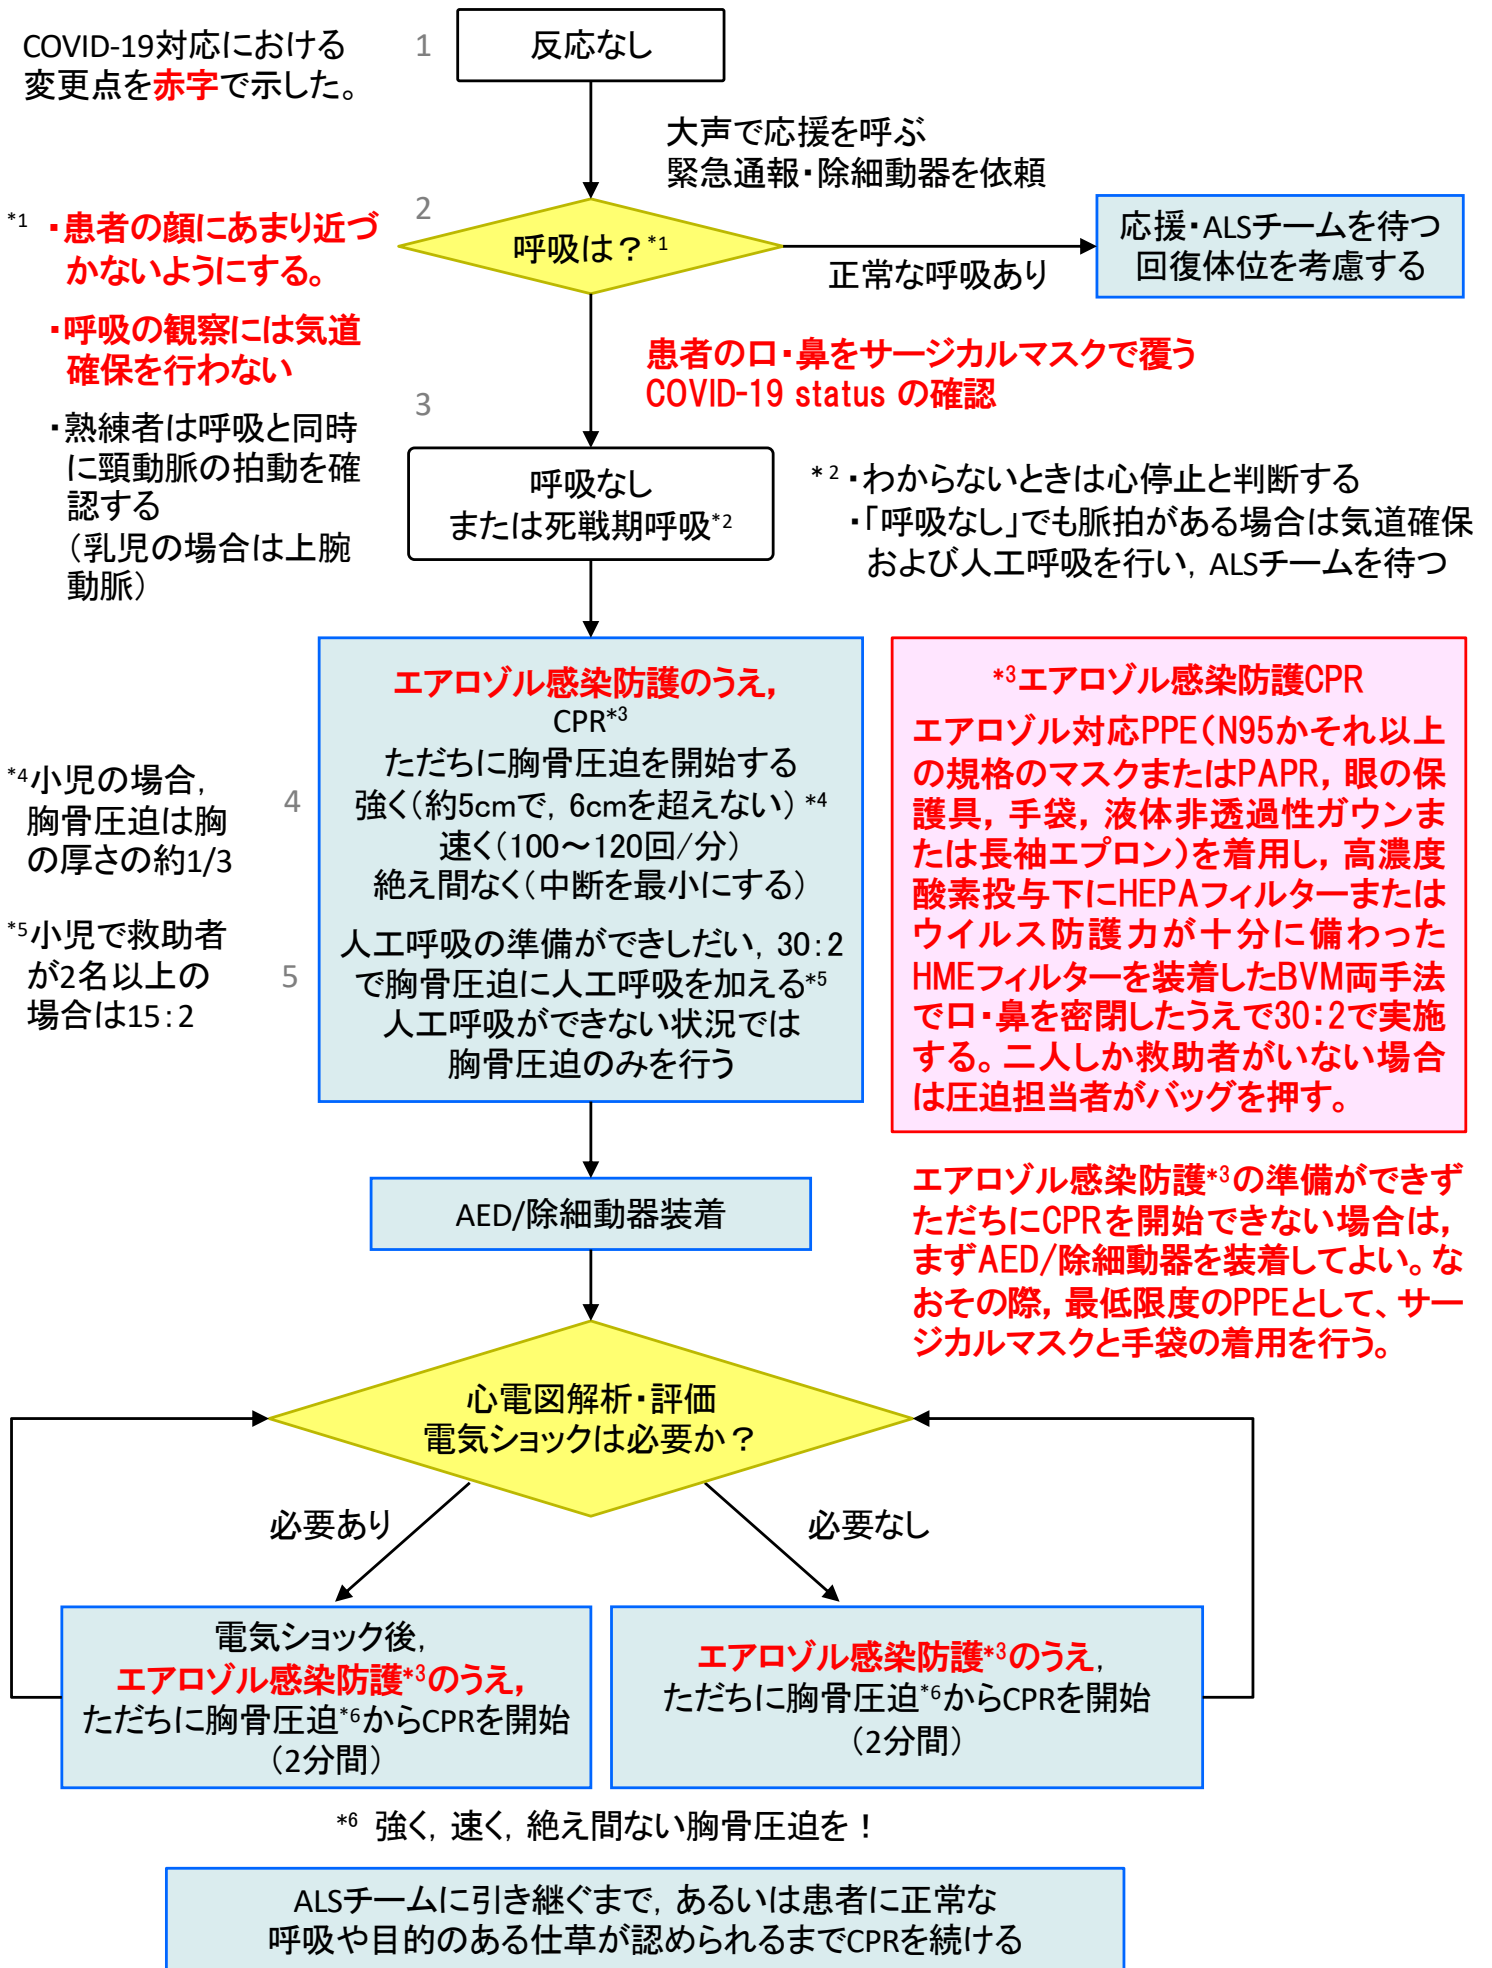 COVID-19対応における
変更点を赤字で示した。
1
反応なし
大声で応援を呼ぶ
緊急通報・除細動器を依頼
2
呼吸は？*1
正常な呼吸あり
応援・ALSチームを待つ
回復体位を考慮する
*1 ・患者の顔にあまり近づ
かないようにする。
・呼吸の観察には気道
確保を行わない
・熟練者は呼吸と同時
に頸動脈の拍動を確
認する
（乳児の場合は上腕
動脈）
患者の口・鼻をサージカルマスクで覆う
COVID-19 status の確認
3
呼吸なし
または死戦期呼吸*2
*2・わからないときは心停止と判断する
・「呼吸なし」でも脈拍がある場合は気道確保
および人工呼吸を行い，ALSチームを待つ
エアロゾル感染防護のうえ，
CPR*3
ただちに胸骨圧迫を開始する
4
強く（約5cmで，6cmを超えない）*4
速く（100～120回/分）
絶え間なく（中断を最小にする）
5
人工呼吸の準備ができしだい，30：2
で胸骨圧迫に人工呼吸を加える*5
人工呼吸ができない状況では
胸骨圧迫のみを行う
*4小児の場合，
胸骨圧迫は胸
の厚さの約1/3
*5小児で救助者
が2名以上の
場合は15：2
*3エアロゾル感染防護CPR
エアロゾル対応PPE（N95かそれ以上
の規格のマスクまたはPAPR，眼の保
護具，手袋，液体非透過性ガウンま
たは長袖エプロン）を着用し，高濃度
酸素投与下にHEPAフィルターまたは
ウイルス防護力が十分に備わった
HMEフィルターを装着したBVM両手法
で口・鼻を密閉したうえで30：2で実施
する。二人しか救助者がいない場合
は圧迫担当者がバッグを押す。
エアロゾル感染防護*3の準備ができず
ただちにCPRを開始できない場合は，
まずAED/除細動器を装着してよい。な
おその際，最低限度のPPEとして、サー
ジカルマスクと手袋の着用を行う。
AED/除細動器装着
心電図解析・評価
電気ショックは必要か？
必要あり
必要なし
電気ショック後，
エアロゾル感染防護*3のうえ，
ただちに胸骨圧迫*6からCPRを開始
（2分間）
エアロゾル感染防護*3のうえ，
ただちに胸骨圧迫*6からCPRを開始
（2分間）
*6 強く，速く，絶え間ない胸骨圧迫を！
ALSチームに引き継ぐまで，あるいは患者に正常な
呼吸や目的のある仕草が認められるまでCPRを続ける